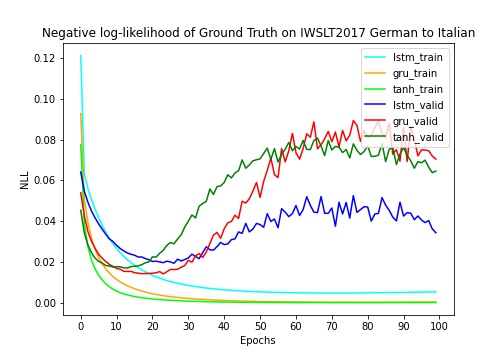 Negative log-likelihood of Ground Truth on IWSLT2017 German to Italian
0.12
0.10
0.08
0.06
0.04
0.02
0.00
NLL
0 10 20 30 40 50 60 70 80 90 100
Epochs
lstm_train
gru_train
tanh_train
lstm_valid
gru_valid
tanh_valid